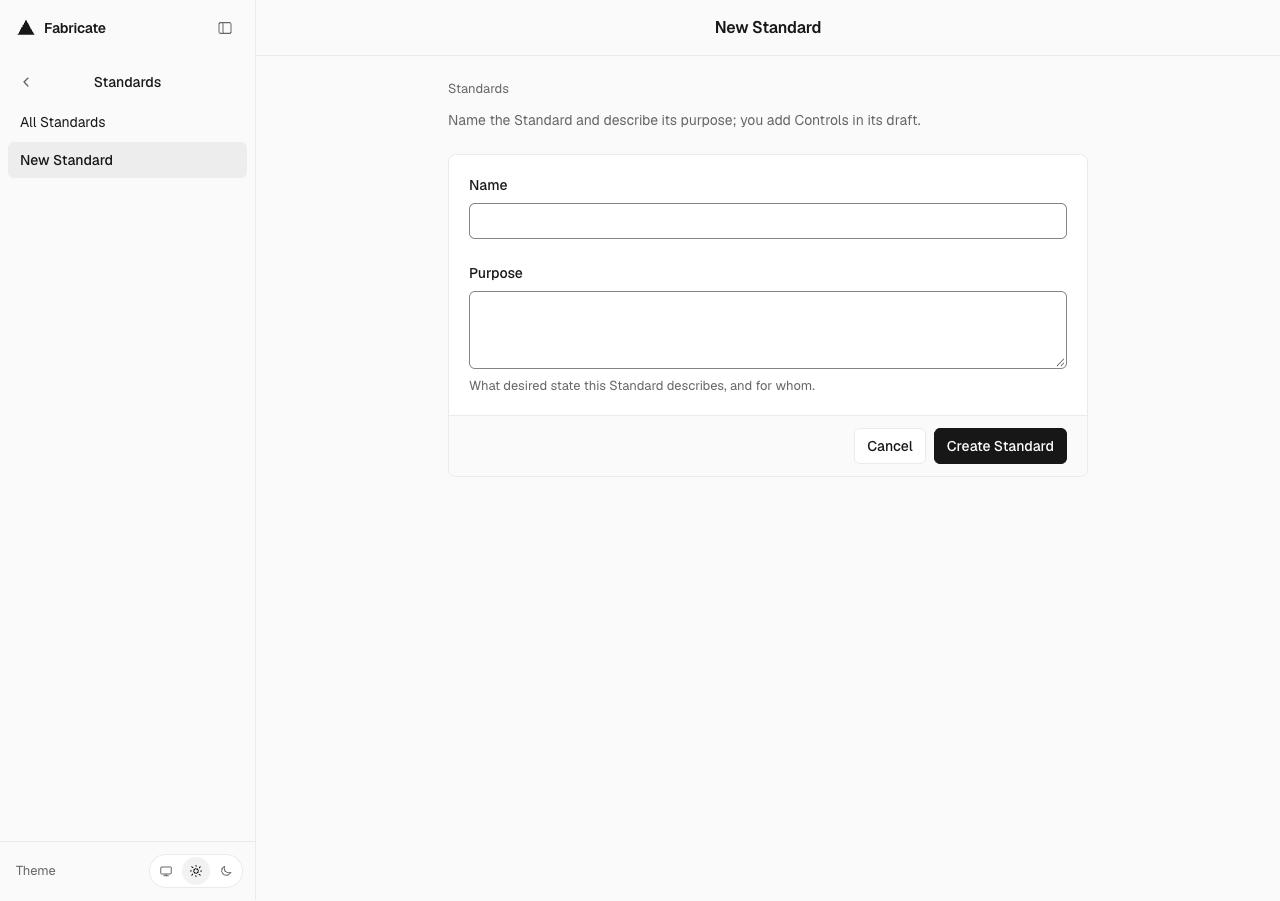 Fabricate
New Standard
Standards
All Standards
New Standard
Standards
Name the Standard and describe its purpose; you add Controls in its draft.
Name
Purpose
What desired state this Standard describes, and for whom.
Cancel
Create Standard
Theme